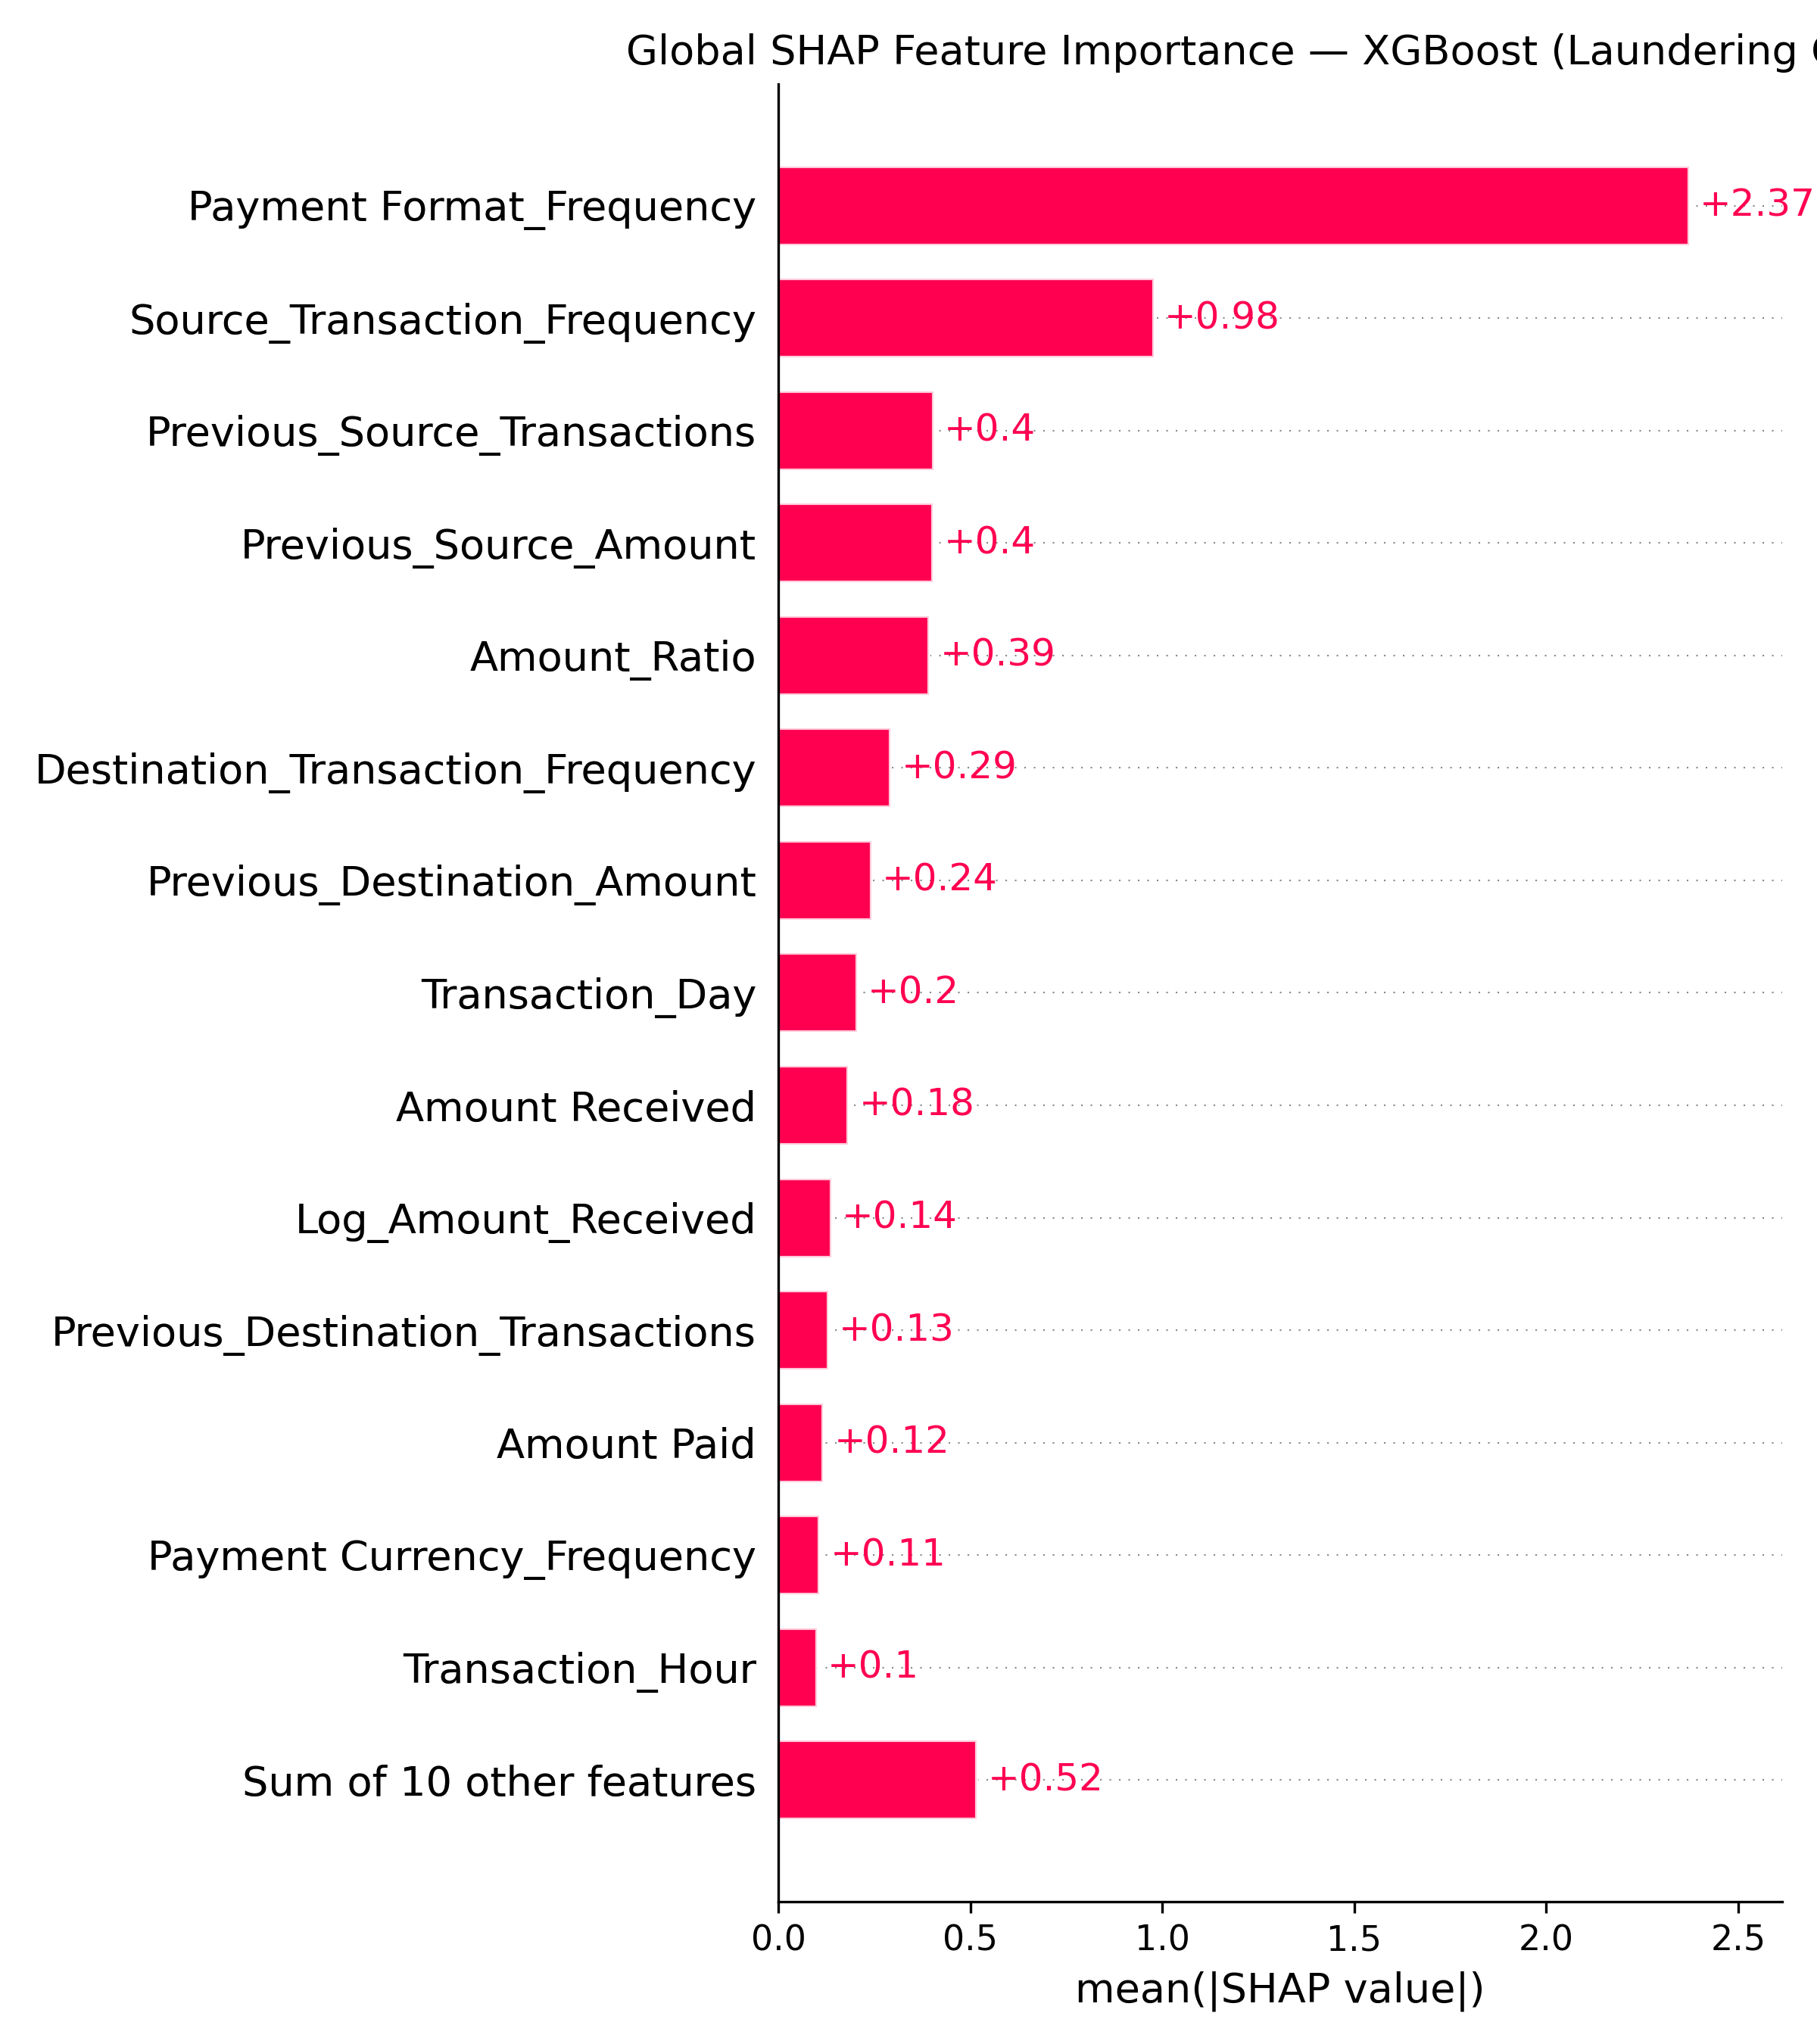 Global SHAP Feature Importance — XGBoost (Laundering
Payment Format_Frequency +2.37
Source_Transaction_Frequency +0.98
Previous_Source_Transactions +0.4
Previous_Source_Amount +0.4
Amount_Ratio +0.39
Destination_Transaction_Frequency +0.29
Previous_Destination_Amount +0.24
Transaction_Day +0.2
Amount Received +0.18
Log_Amount_Received +0.14
Previous_Destination_Transactions +0.13
Amount Paid +0.12
Payment Currency_Frequency +0.11
Transaction_Hour +0.1
Sum of 10 other features +0.52
0.0 0.5 1.0 1.5 2.0 2.5
mean(|SHAP value|)